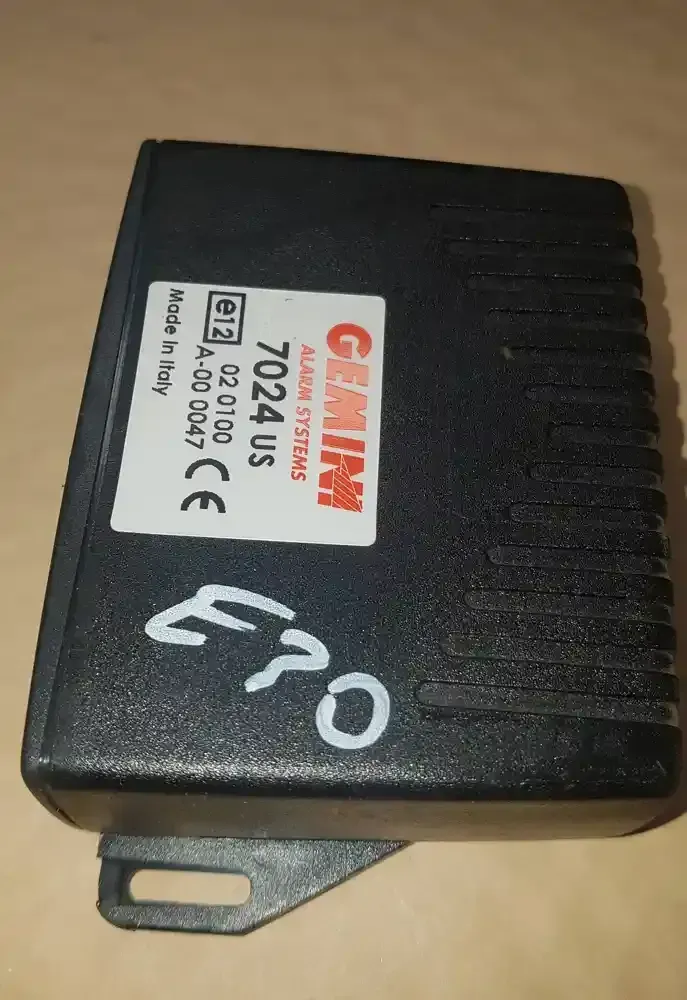 GEMINI
ALARM SYSTEMS
7024 US
e12 02 0100
A-00 0047 CE
Made In Italy
E70